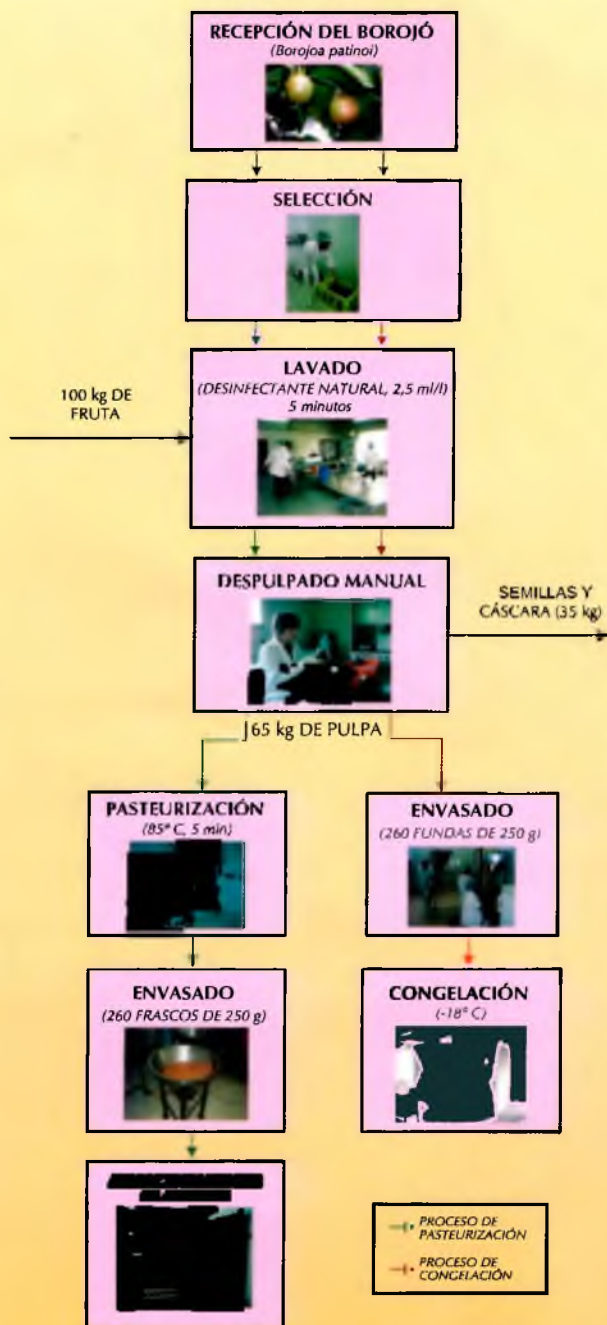 RECEPCIÓN DEL BOROJÓ
(Borojoa patinoi)
SELECCIÓN
LAVADO
(DESINFECTANTE NATURAL, 2,5 ml/l)
5 minutos
100 kg DE
FRUTA
DESPULPADO MANUAL
SEMILLAS Y
CÁSCARA (35 kg)
65 kg DE PULPA
PASTEURIZACIÓN
(85° C, 5 min)
ENVASADO
(260 FUNDAS DE 250 g)
ENVASADO
(260 FRASCOS DE 250 g)
CONGELACIÓN
(-18° C)
PROCESO DE
PASTEURIZACIÓN
PROCESO DE
CONGELACIÓN